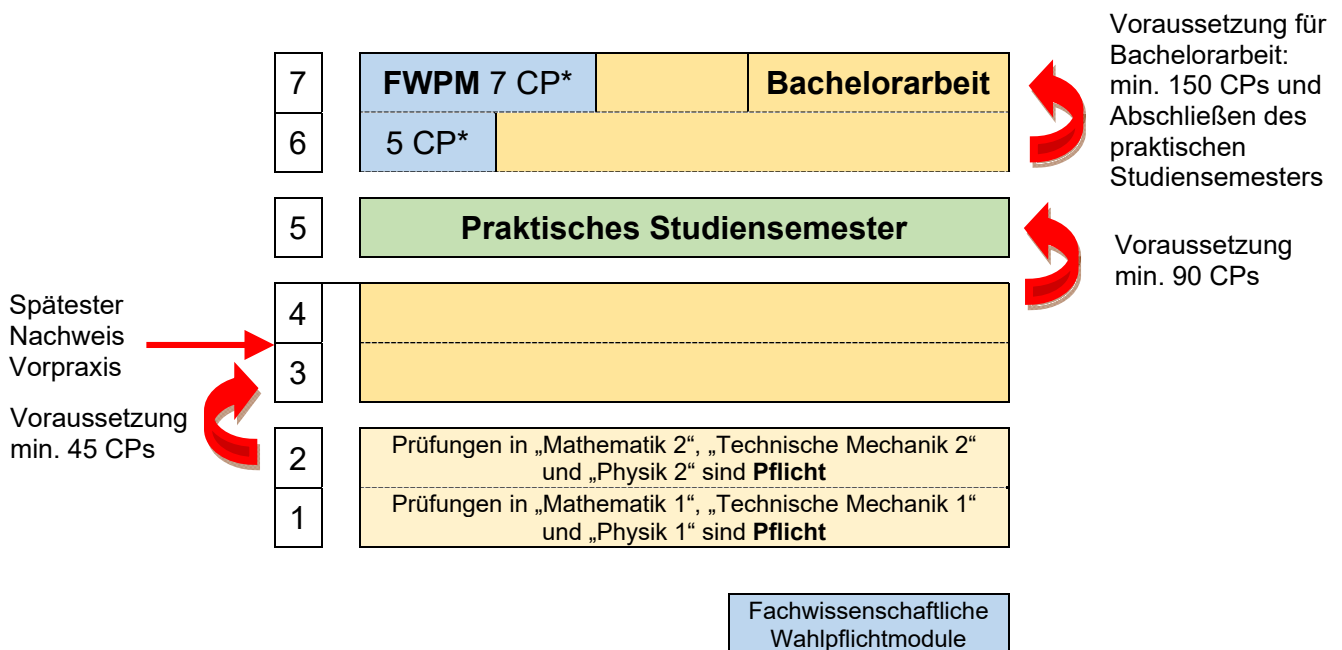 Voraussetzung für
Bachelorarbeit:
min. 150 CPs und
Abschließen des
praktischen
Studiensemesters
7
FWPM 7 CP*
Bachelorarbeit
6
5 CP*
5
Praktisches Studiensemester
Voraussetzung
min. 90 CPs
Spätester
Nachweis
Vorpraxis
4
3
Voraussetzung
min. 45 CPs
2
Prüfungen in „Mathematik 2“, „Technische Mechanik 2“
und „Physik 2“ sind Pflicht
1
Prüfungen in „Mathematik 1“, „Technische Mechanik 1“
und „Physik 1“ sind Pflicht
Fachwissenschaftliche
Wahlpflichtmodule